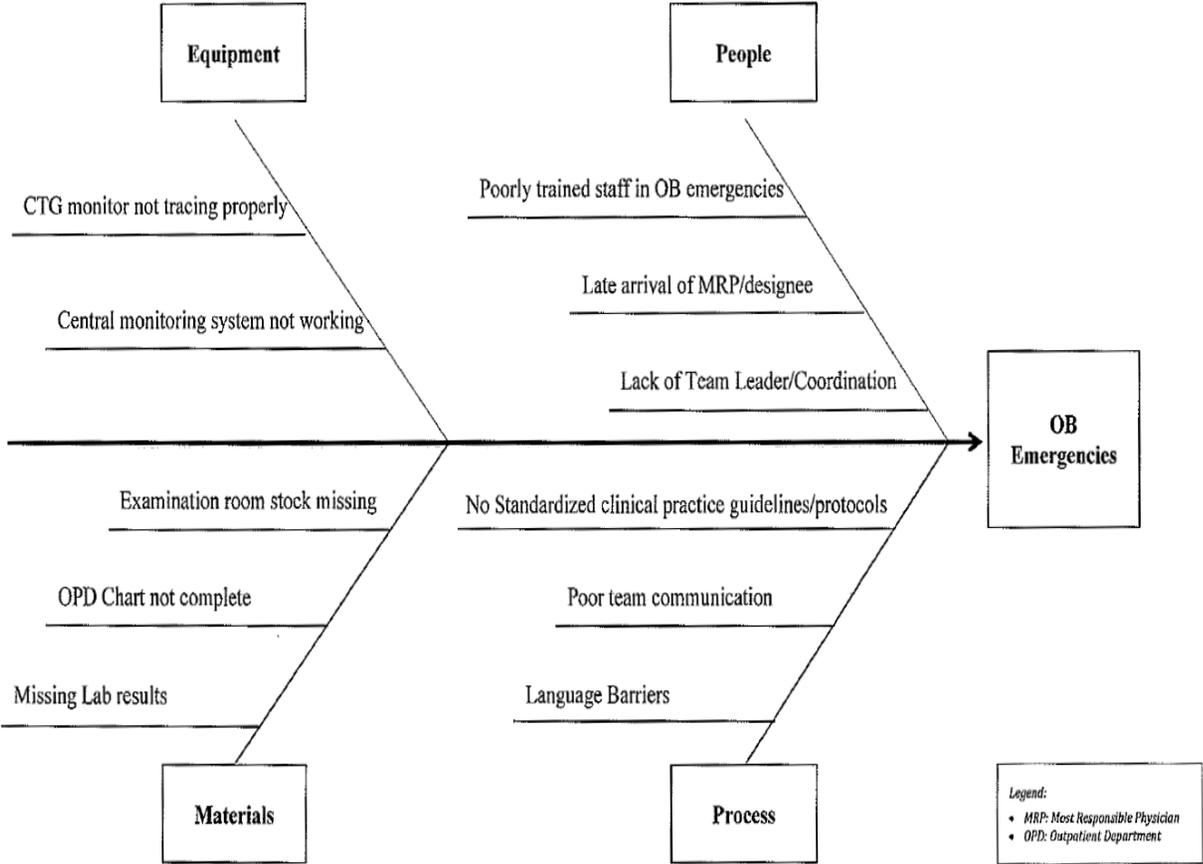 Equipment
People
CTG monitor not tracing properly
Central monitoring system not working
Poorly trained staff in OB emergencies
Late arrival of MRP/designee
Lack of Team Leader/Coordination
OB
Emergencies
Examination room stock missing
OPD Chart not complete
Missing Lab results
No Standardized clinical practice guidelines/protocols
Poor team communication
Language Barriers
Materials
Process
Legend:
• MRP: Most Responsible Physician
• OPD: Outpatient Department